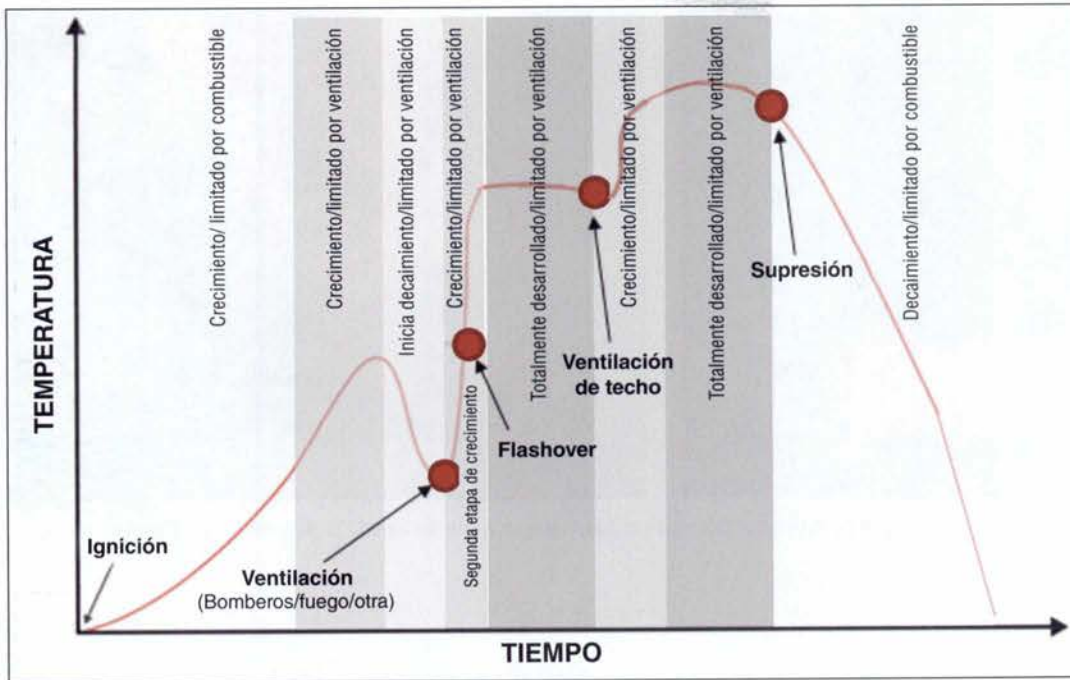 Crecimiento/ limitado por combustible
Crecimiento/limitado por ventilación
Inicia decaimiento/limitado por ventilación
Crecimiento/limitado por ventilación
Totalmente desarrollado/limitado por ventilación
Crecimiento/limitado por ventilación
Totalmente desarrollado/limitado por ventilación
Decaimiento/limitado por combustible
TEMPERATURA
Supresión
Ventilación
de techo
Flashover
Segunda etapa de crecimiento
Ignición
Ventilación
(Bomberos/fuego/otra)
TIEMPO